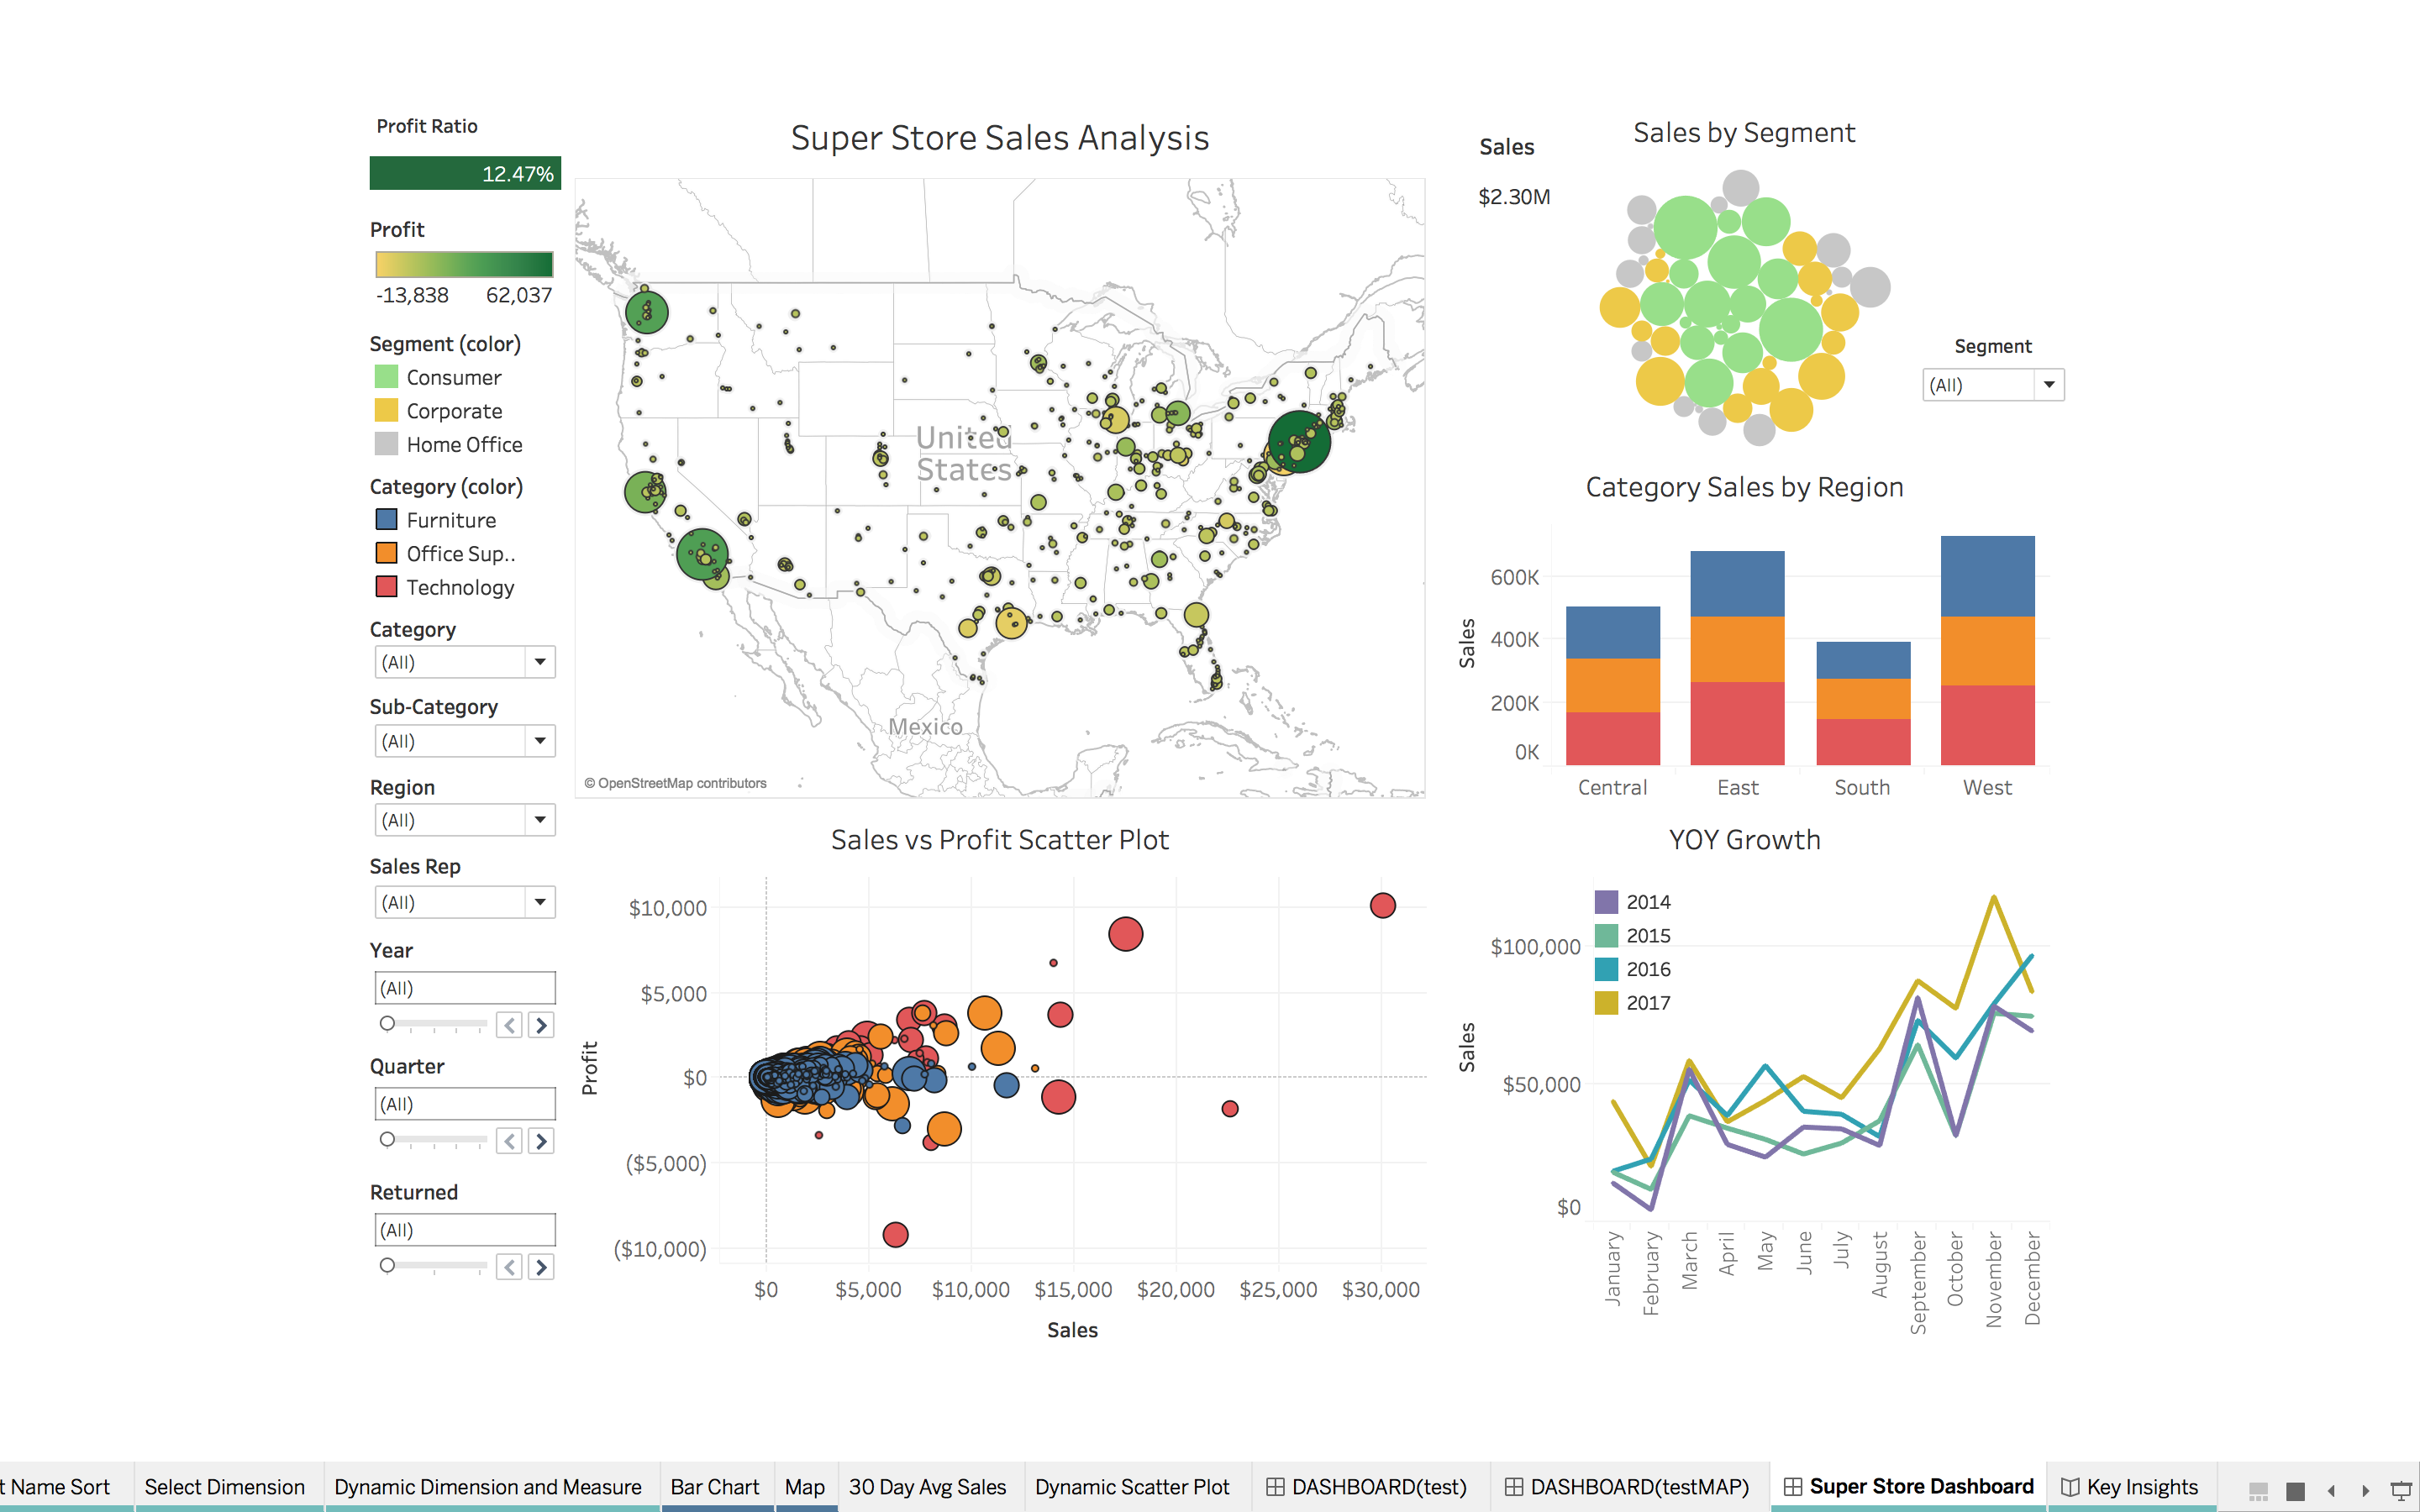 Profit Ratio
12.47%
Profit
-13,838 62,037
Segment (color)
Consumer
Corporate
Home Office
Category (color)
Furniture
Office Sup..
Technology
Category
(All)
Sub-Category
(All)
Region
(All)
Sales Rep
(All)
Year
(All)
Quarter
(All)
Returned
(All)
Super Store Sales Analysis
United
States
Mexico
© OpenStreetMap contributors
Sales
$2.30M
Sales by Segment
Segment
(All)
Category Sales by Region
Sales
600K
400K
200K
0K
Central East South West
Sales vs Profit Scatter Plot
Profit
$10,000
$5,000
$0
($5,000)
($10,000)
$0 $5,000 $10,000 $15,000 $20,000 $25,000 $30,000
Sales
YOY Growth
2014
2015
2016
2017
Sales
$100,000
$50,000
$0
January
February
March
April
May
June
July
August
September
October
November
December
t Name Sort Select Dimension Dynamic Dimension and Measure Bar Chart Map 30 Day Avg Sales Dynamic Scatter Plot DASHBOARD(test) DASHBOARD(testMAP) Super Store Dashboard Key Insights